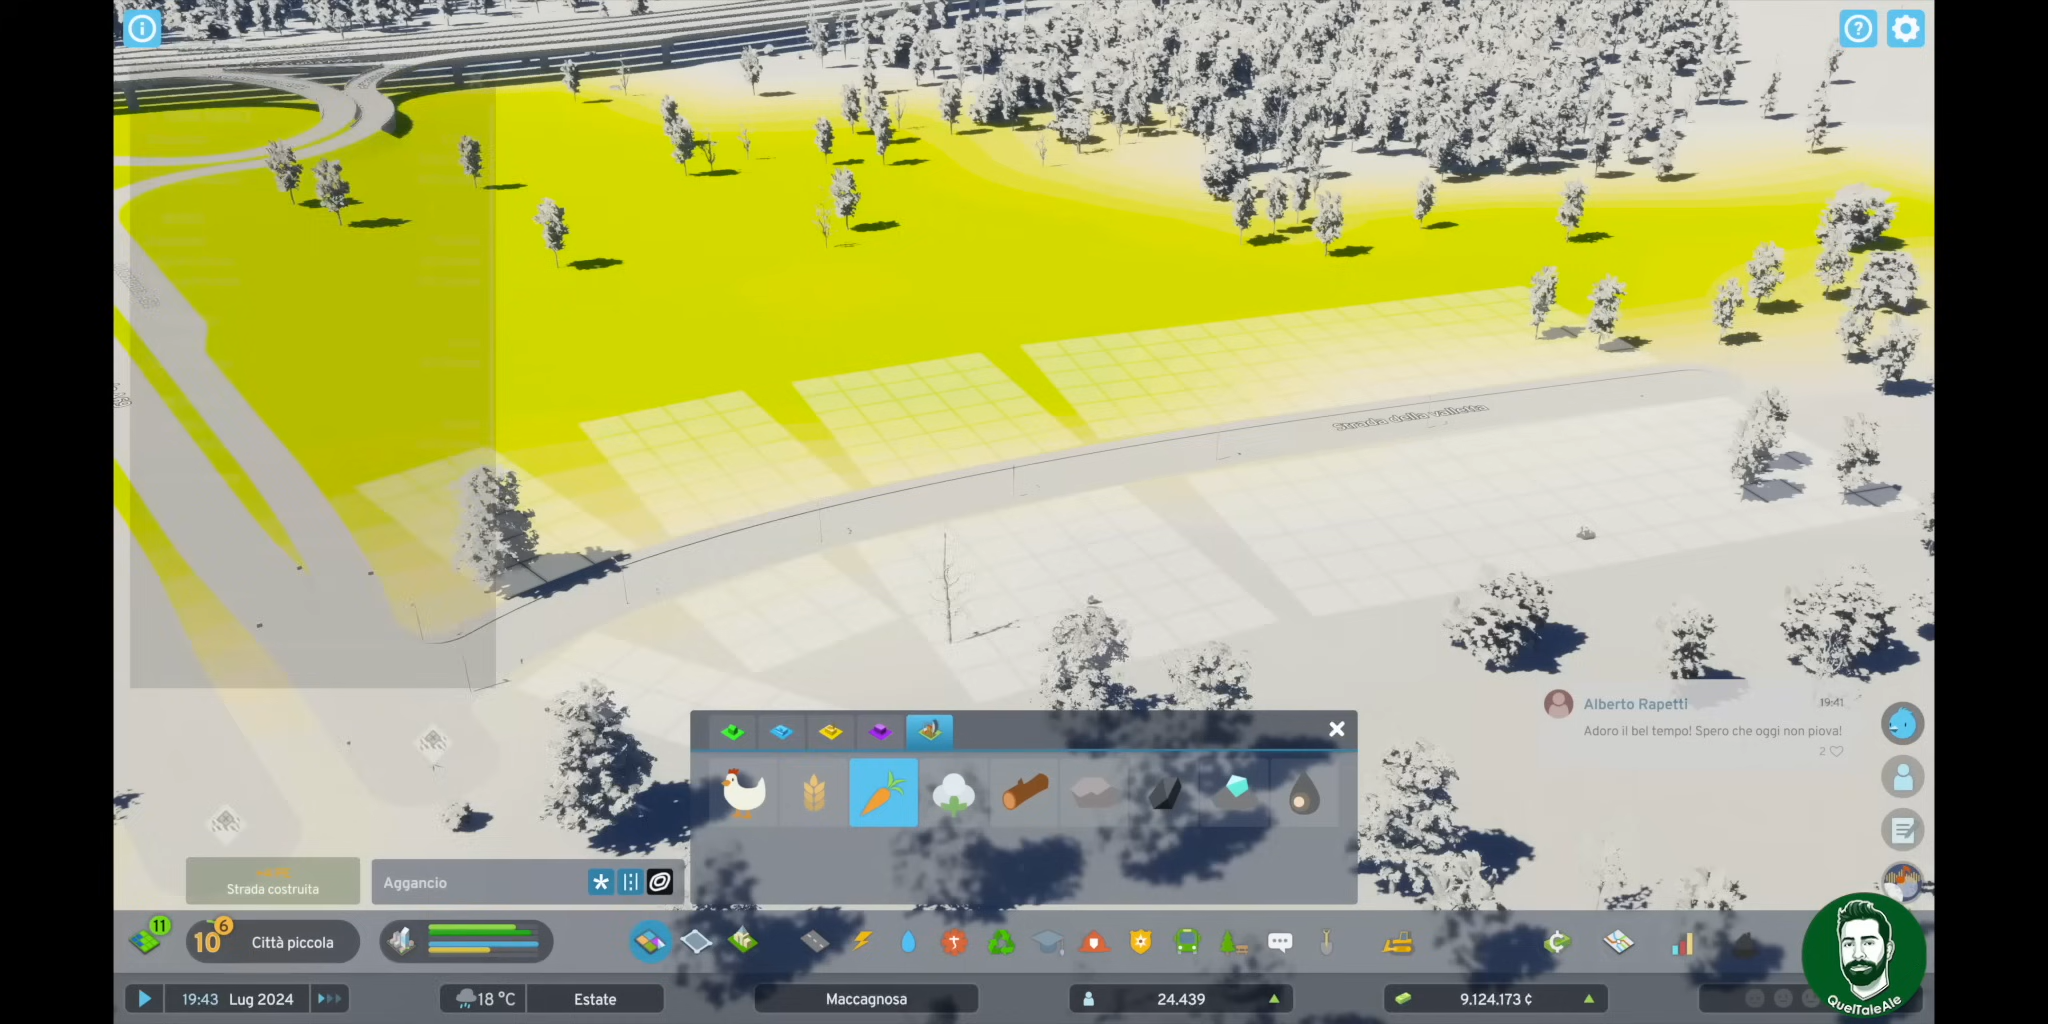 Strada della valletta
Alberto Rapetti
19:41
Adoro il bel tempo! Spero che oggi non piova!
2
Strada costruita
Aggancio
11
10
6
Città piccola
19:43 Lug 2024
18 °C
Estate
Maccagnosa
24.439
9.124.173 ¢
QuelTaleAle